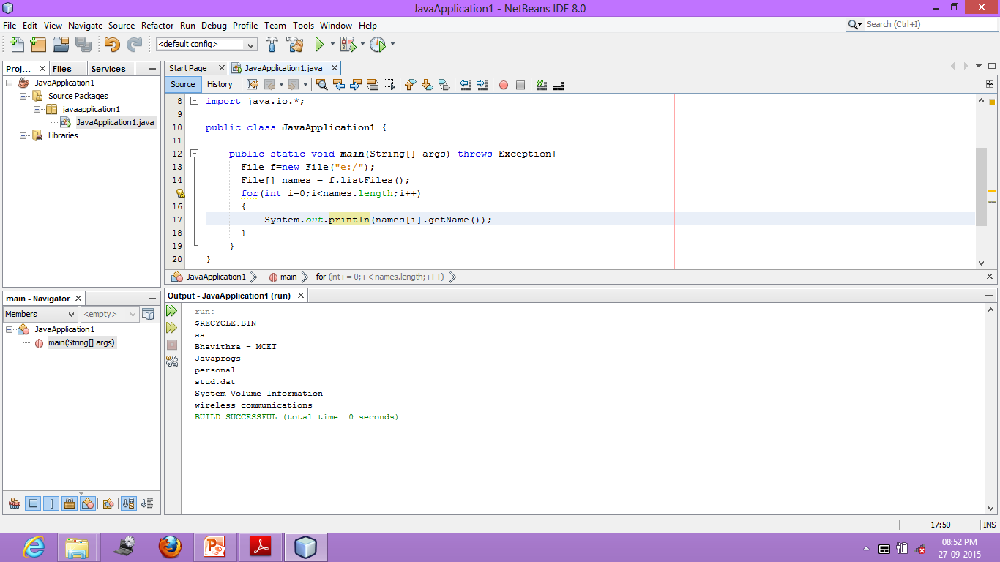 JavaApplication1 - NetBeans IDE 8.0
File Edit View Navigate Source Refactor Run Debug Profile Team Tools Window Help
Search (Ctrl+I)
<default config>
Proj... Files Services
JavaApplication1
Source Packages
javaapplication1
JavaApplication1.java
Libraries
Start Page JavaApplication1.java
Source History
8 import java.io.*;
9
10 public class JavaApplication1 {
11
12 public static void main(String[] args) throws Exception{
13 File f=new File("e:/");
14 File[] names = f.listFiles();
for(int i=0;i<names.length;i++)
16 {
17 System.out.println(names[i].getName());
18 }
19 }
20 }
JavaApplication1 main for (int i = 0; i < names.length; i++)
main - Navigator
Members <empty>
JavaApplication1
main(String[] args)
Output - JavaApplication1 (run)
run:
$RECYCLE.BIN
aa
Bhavithra - MCET
Javaprogs
personal
stud.dat
System Volume Information
wireless communications
BUILD SUCCESSFUL (total time: 0 seconds)
17:50 INS
08:52 PM
27-09-2015